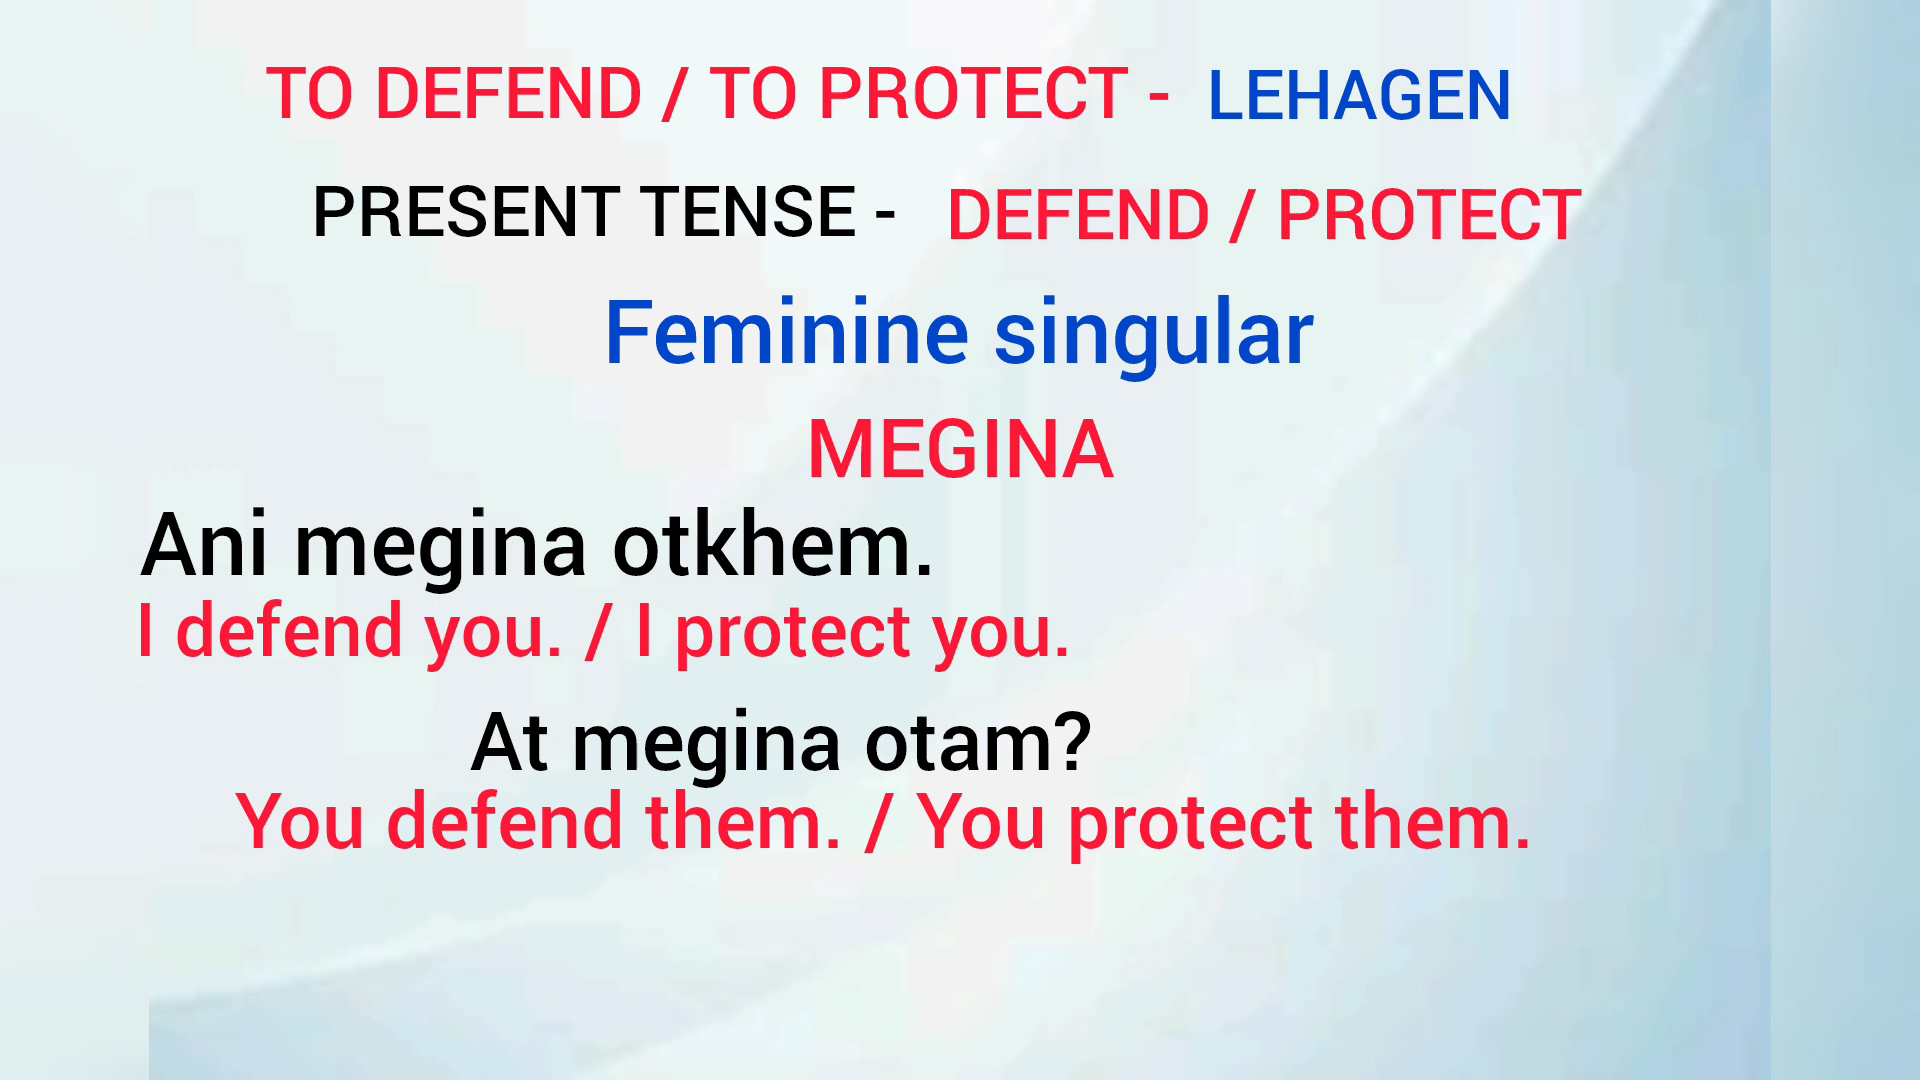 TO DEFEND / TO PROTECT - LEHAGEN
PRESENT TENSE - DEFEND / PROTECT
Feminine singular
MEGINA
Ani megina otkhem.
I defend you. / I protect you.
At megina otam?
You defend them. / You protect them.